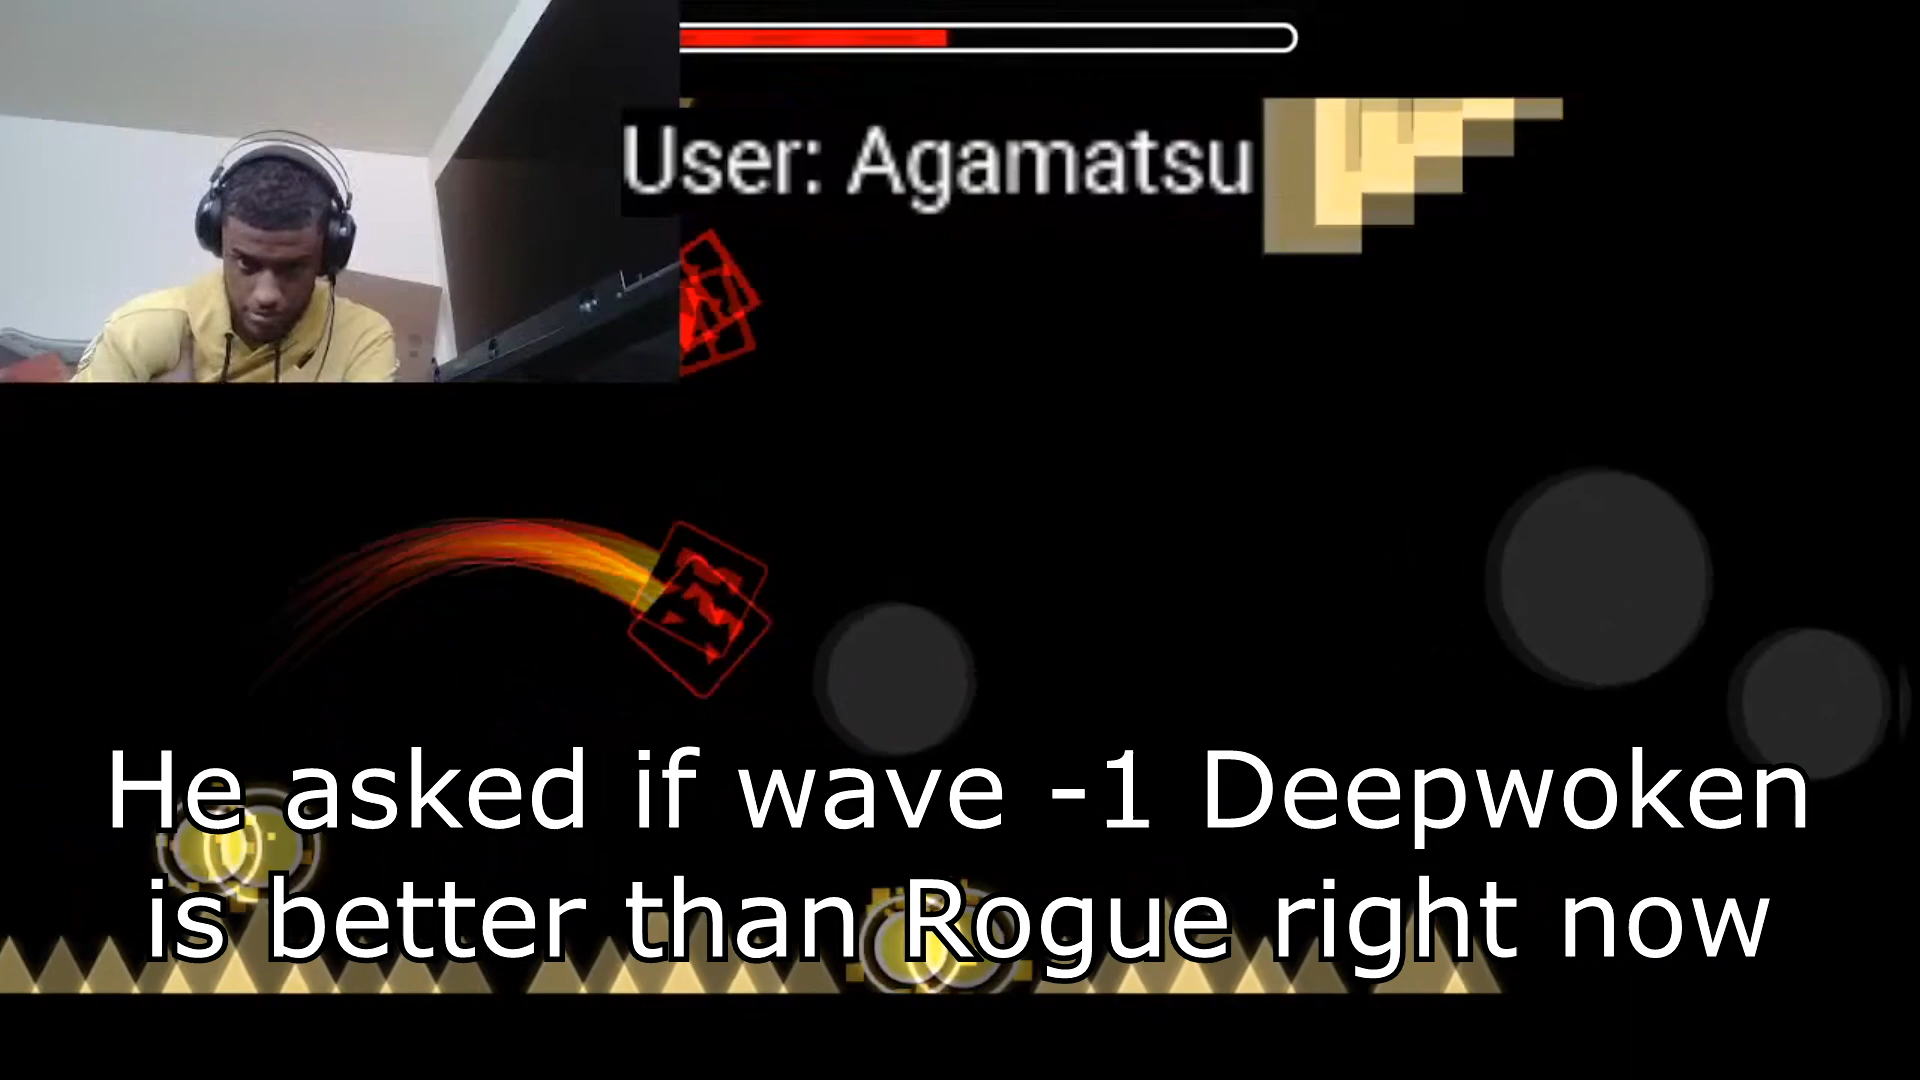 User: Agamatsu
He asked if wave -1 Deepwoken
is better than Rogue right now